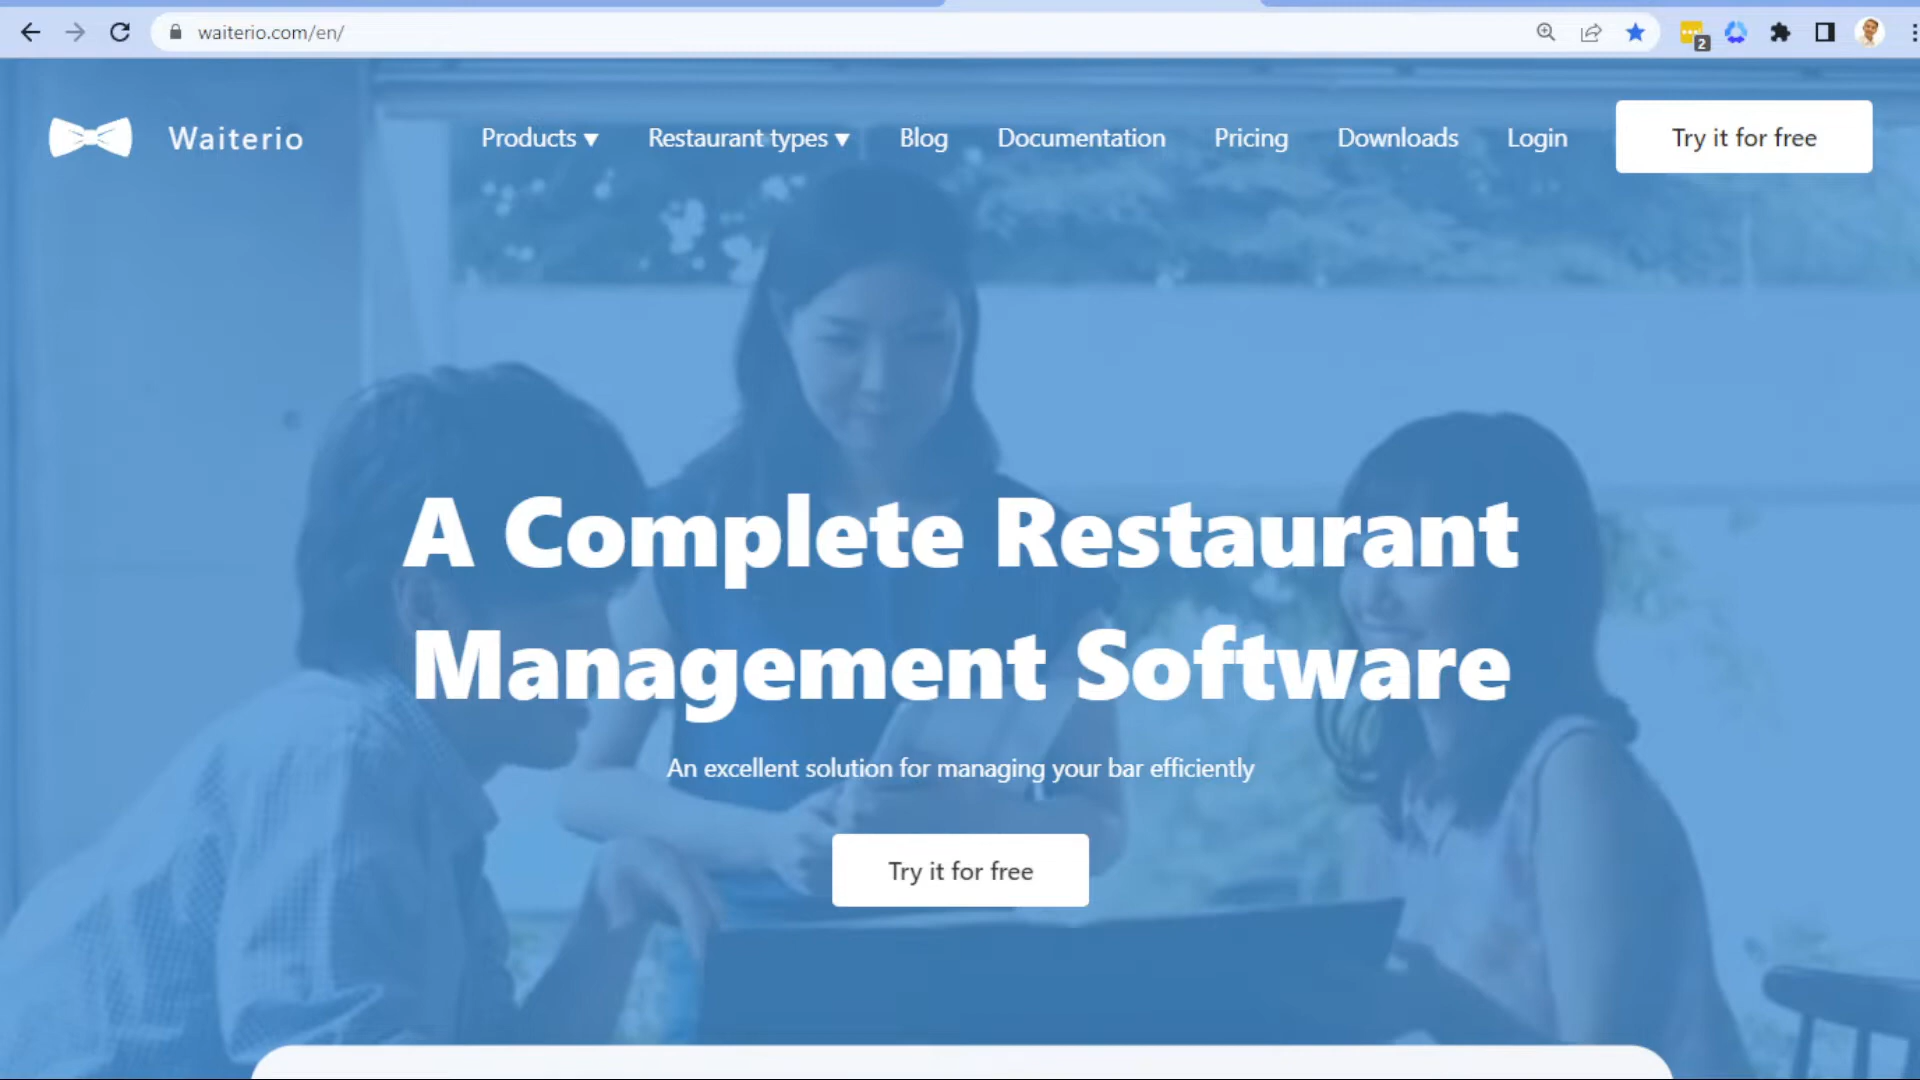 waiterio.com/en/
2
Waiterio
Products ▼
Restaurant types ▼
Blog
Documentation
Pricing
Downloads
Login
Try it for free
A Complete Restaurant
Management Software
An excellent solution for managing your bar efficiently
Try it for free